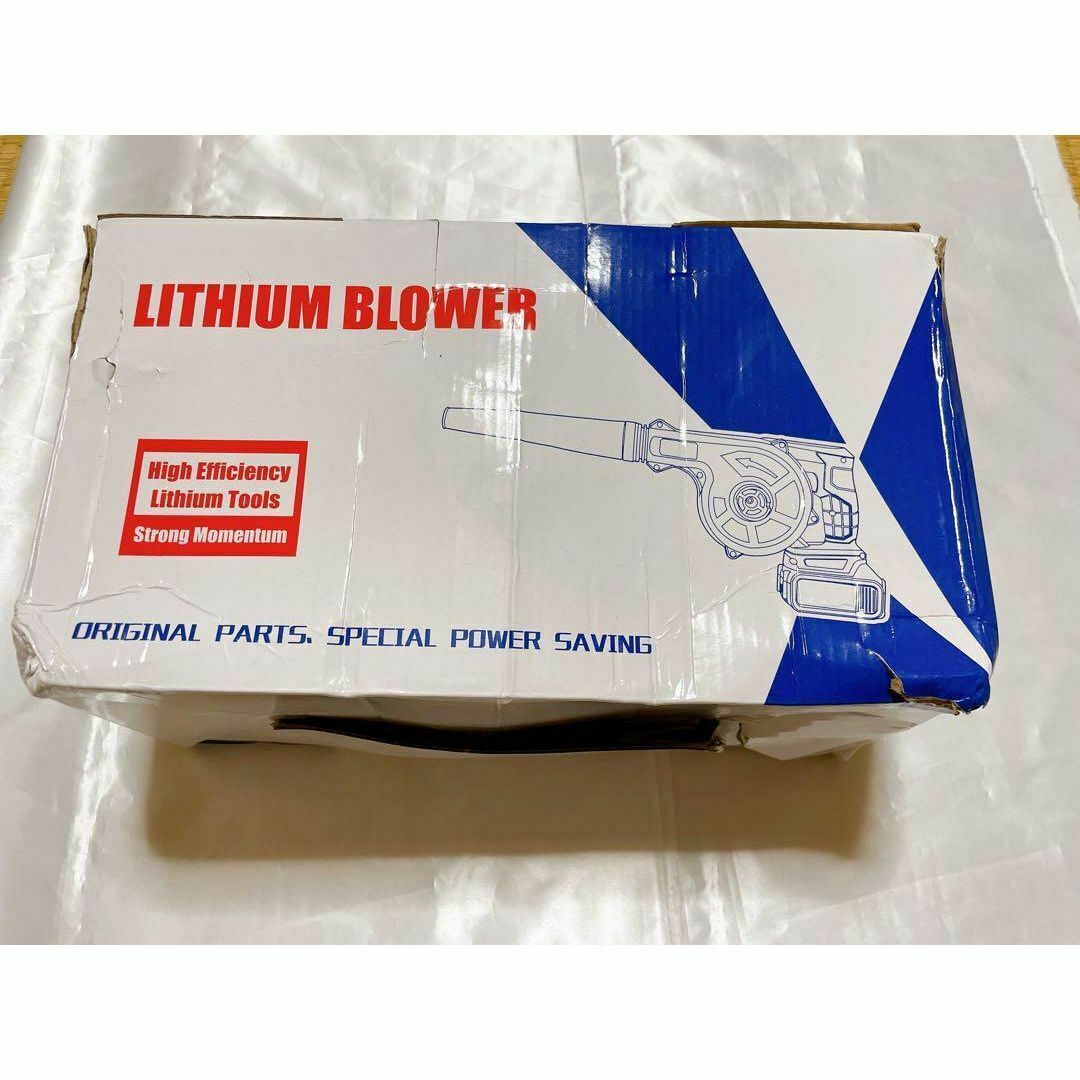 LITHIUM BLOWER
High Efficiency
Lithium Tools
Strong Momentum
ORIGINAL PARTS. SPECIAL POWER SAVING